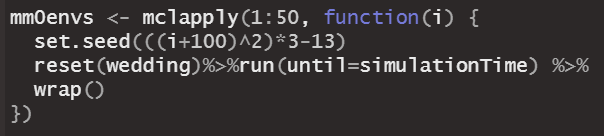 mm0envs <- mclapply(1:50, function(i) {
  set.seed(((i+100)^2)*3-13)
  reset(wedding)%>%run(until=simulationTime) %>%
  wrap()
})